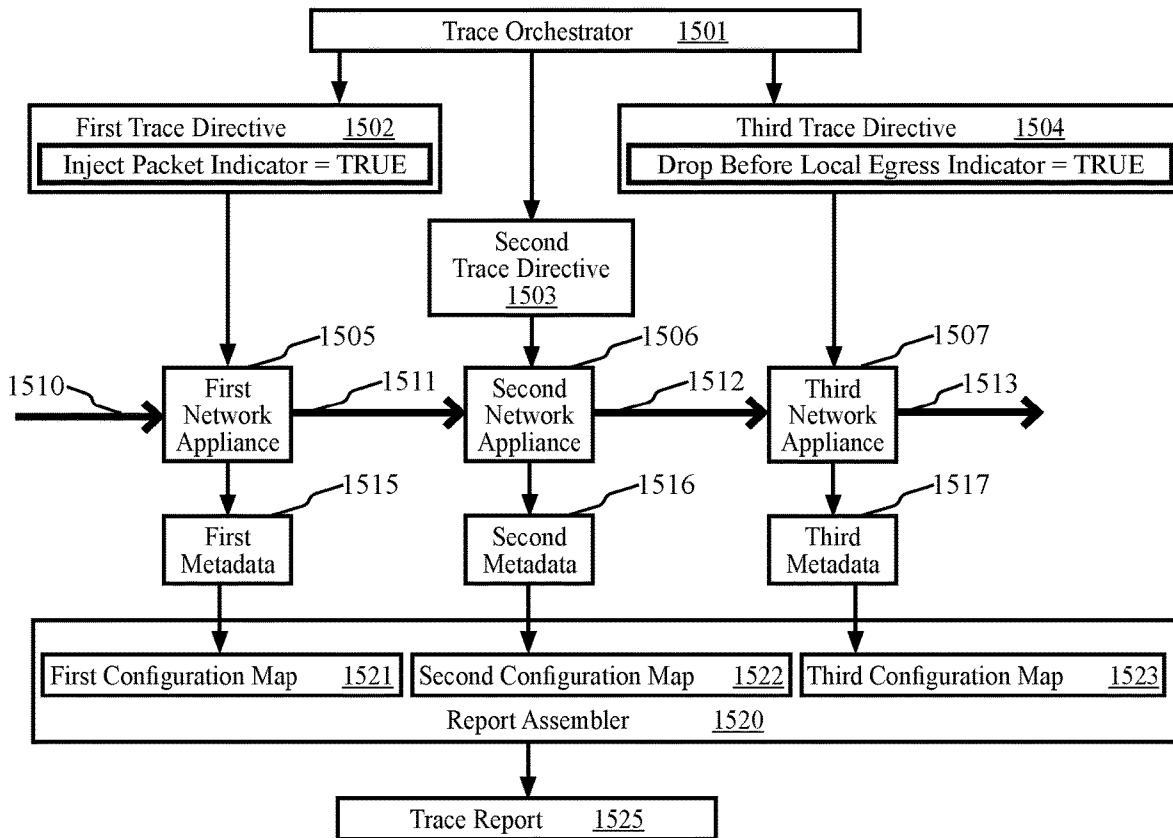 Trace Orchestrator 1501
First Trace Directive 1502
Inject Packet Indicator = TRUE
Third Trace Directive 1504
Drop Before Local Egress Indicator = TRUE
Second
Trace Directive
1503
1505
1506
1507
1510
First
Network
Appliance
1511
Second
Network
Appliance
1512
Third
Network
Appliance
1513
1515
1516
1517
First
Metadata
Second
Metadata
Third
Metadata
First Configuration Map 1521
Second Configuration Map 1522
Third Configuration Map 1523
Report Assembler 1520
Trace Report 1525